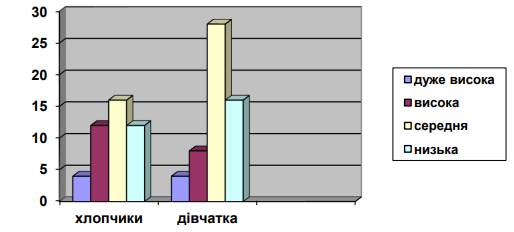 30
25
20
15
10
5
0
хлопчики дівчатка
дуже висока
висока
середня
низька